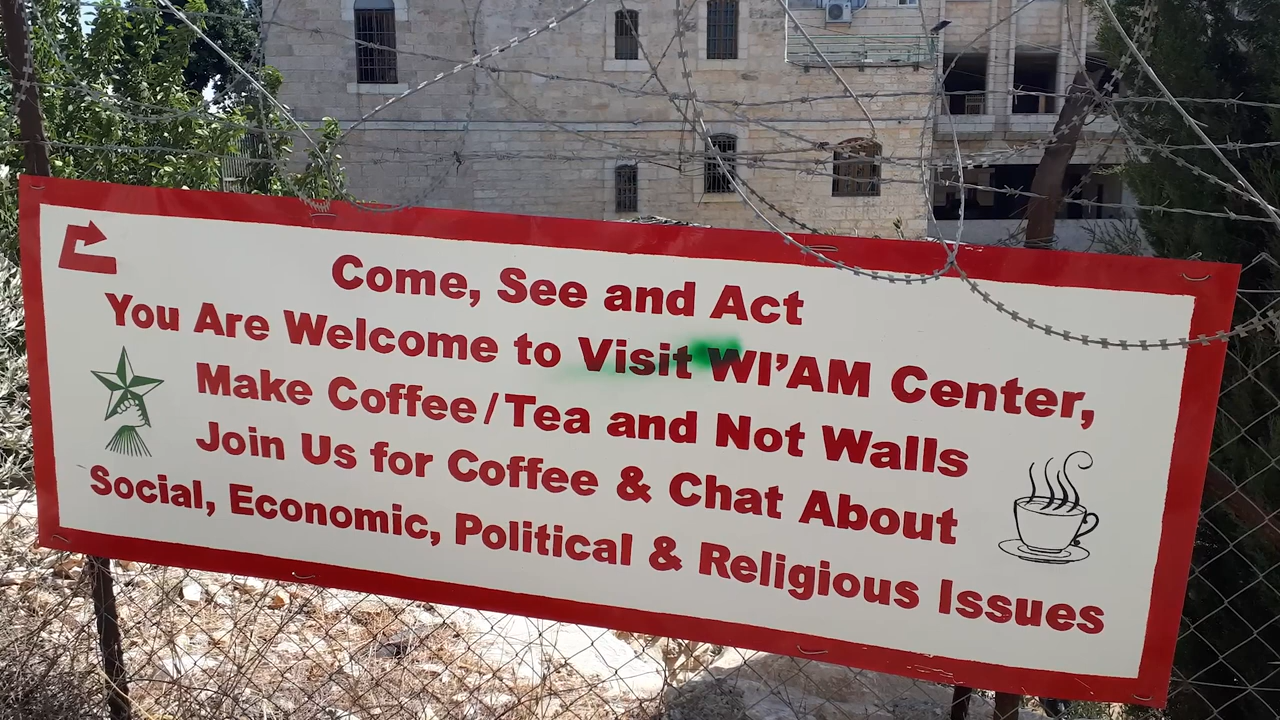 Come, See and Act
You Are Welcome to Visit WI'AM Center,
Make Coffee/Tea and Not Walls
Join Us for Coffee & Chat About
Social, Economic, Political & Religious Issues